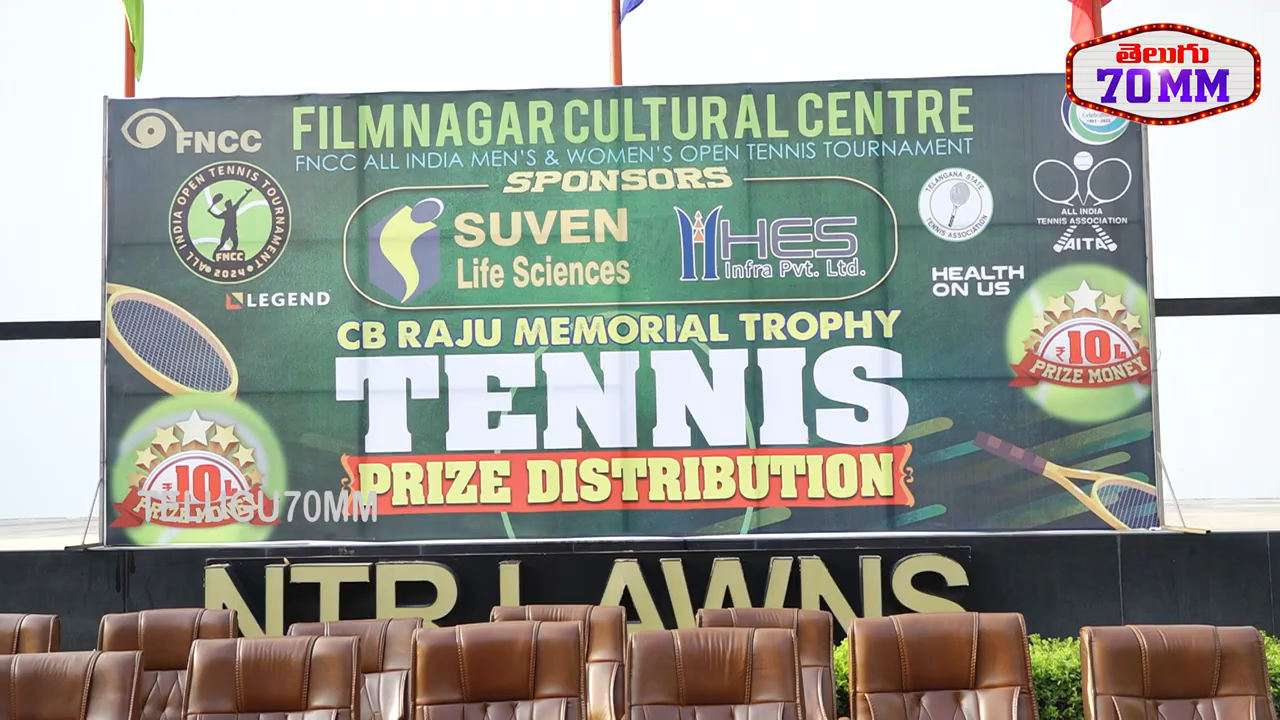 తెలుగు
70MM
FNCC
FILMNAGAR CULTURAL CENTRE
FNCC ALL INDIA MEN'S & WOMEN'S OPEN TENNIS TOURNAMENT
SPONSORS
ALL INDIA OPEN TENNIS TOURNAMENT
FNCC
2024
SUVEN
Life Sciences
HES
Infra Pvt. Ltd.
TELANGANA STATE
TENNIS ASSOCIATION
ALL INDIA
TENNIS ASSOCIATION
AITA
LEGEND
HEALTH
ON US
CB RAJU MEMORIAL TROPHY
TENNIS
PRIZE DISTRIBUTION
₹10L
PRIZE MONEY
₹10L
TELUGU70MM
NTR LAWNS